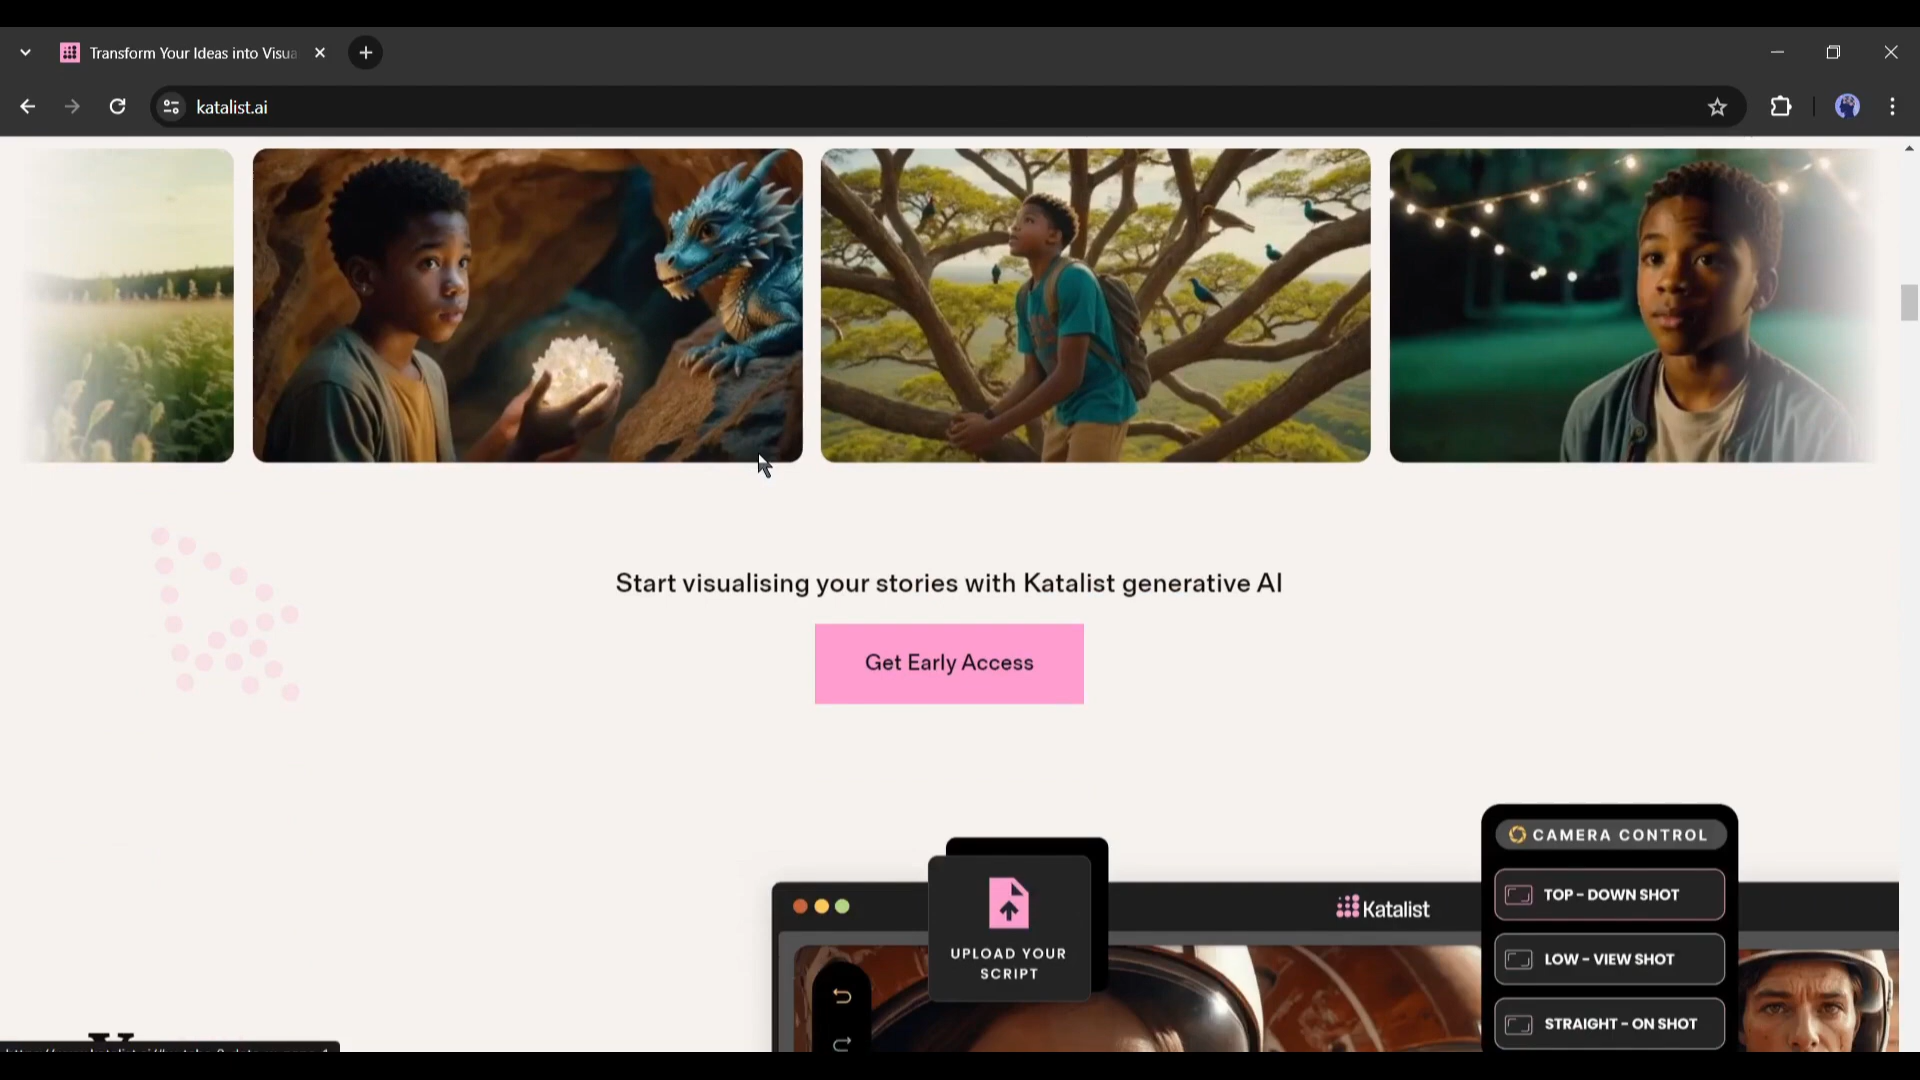 Transform Your Ideas into Visua
katalist.ai
Start visualising your stories with Katalist generative AI
Get Early Access
CAMERA CONTROL
TOP - DOWN SHOT
Katalist
UPLOAD YOUR
SCRIPT
LOW - VIEW SHOT
STRAIGHT - ON SHOT